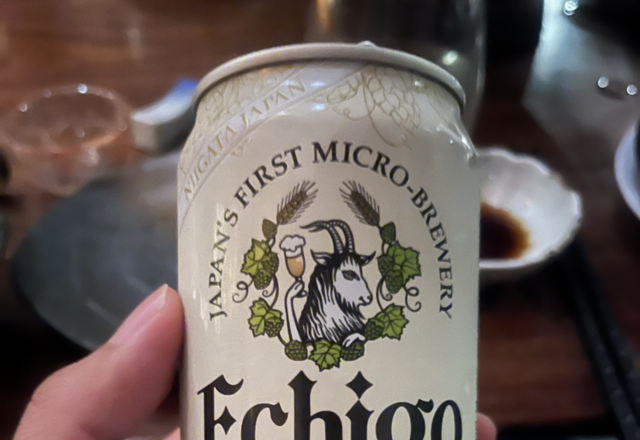 NIIGATA JAPAN
JAPAN'S FIRST MICRO-BREWERY
Echigo